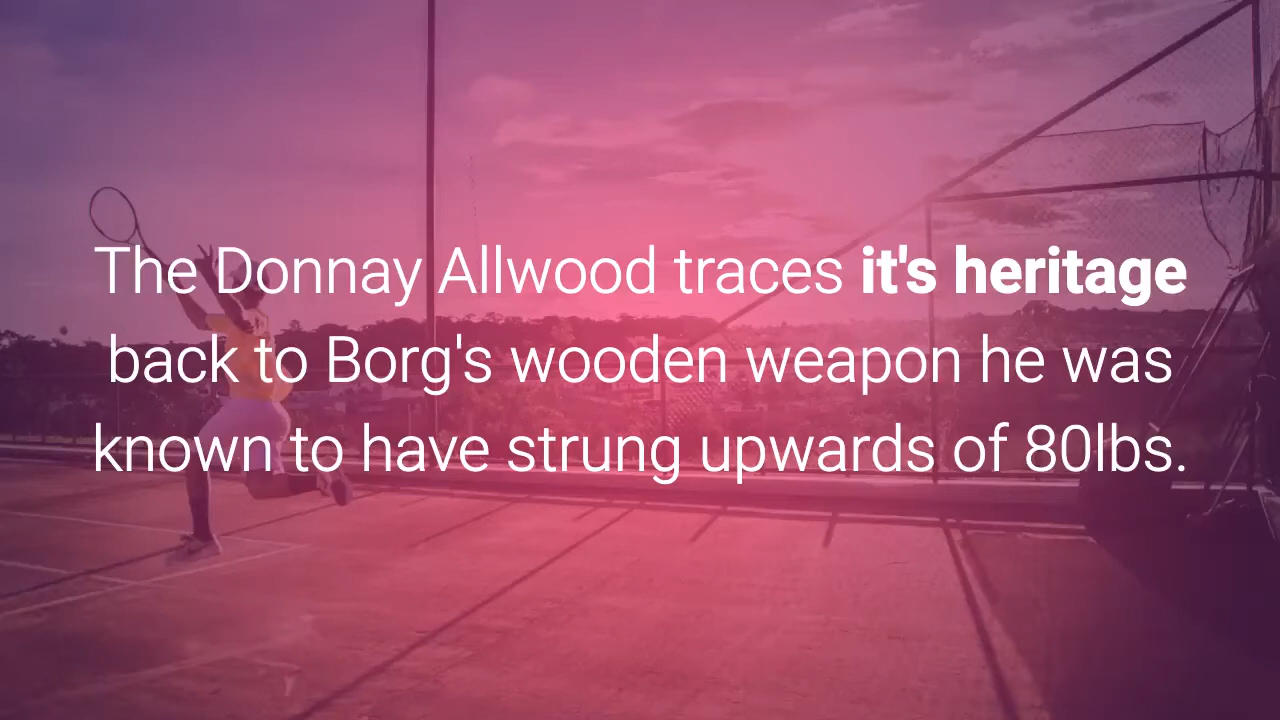 The Donnay Allwood traces it's heritage
back to Borg's wooden weapon he was
known to have strung upwards of 80lbs.